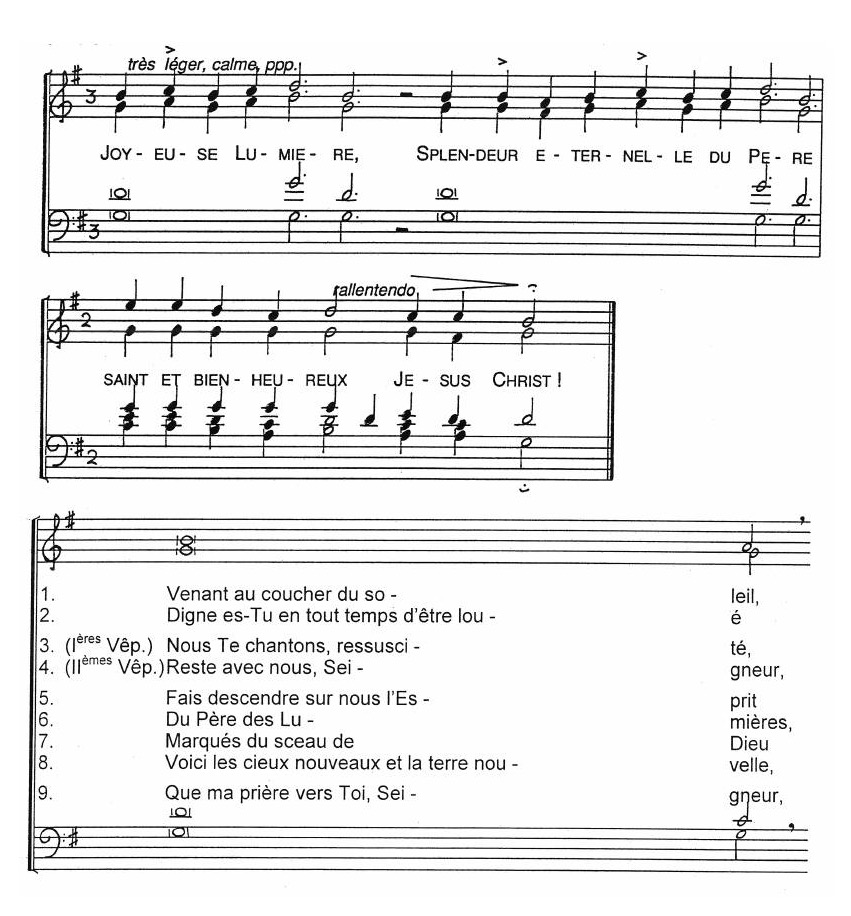 très léger, calme, ppp.
3
JOY - EU - SE LU - MIE - RE, SPLEN-DEUR E - TER - NEL - LE DU PE - RE
3
rallentendo
2
SAINT ET BIEN - HEU - REUX JE - SUS CHRIST !
2
1. Venant au coucher du so - leil,
2. Digne es-Tu en tout temps d'être lou - é
3. (Ières Vêp.) Nous Te chantons, ressusci - té,
4. (IIèmes Vêp.) Reste avec nous, Sei - gneur,
5. Fais descendre sur nous l'Es - prit
6. Du Père des Lu - mières,
7. Marqués du sceau de Dieu
8. Voici les cieux nouveaux et la terre nou - velle,
9. Que ma prière vers Toi, Sei - gneur,